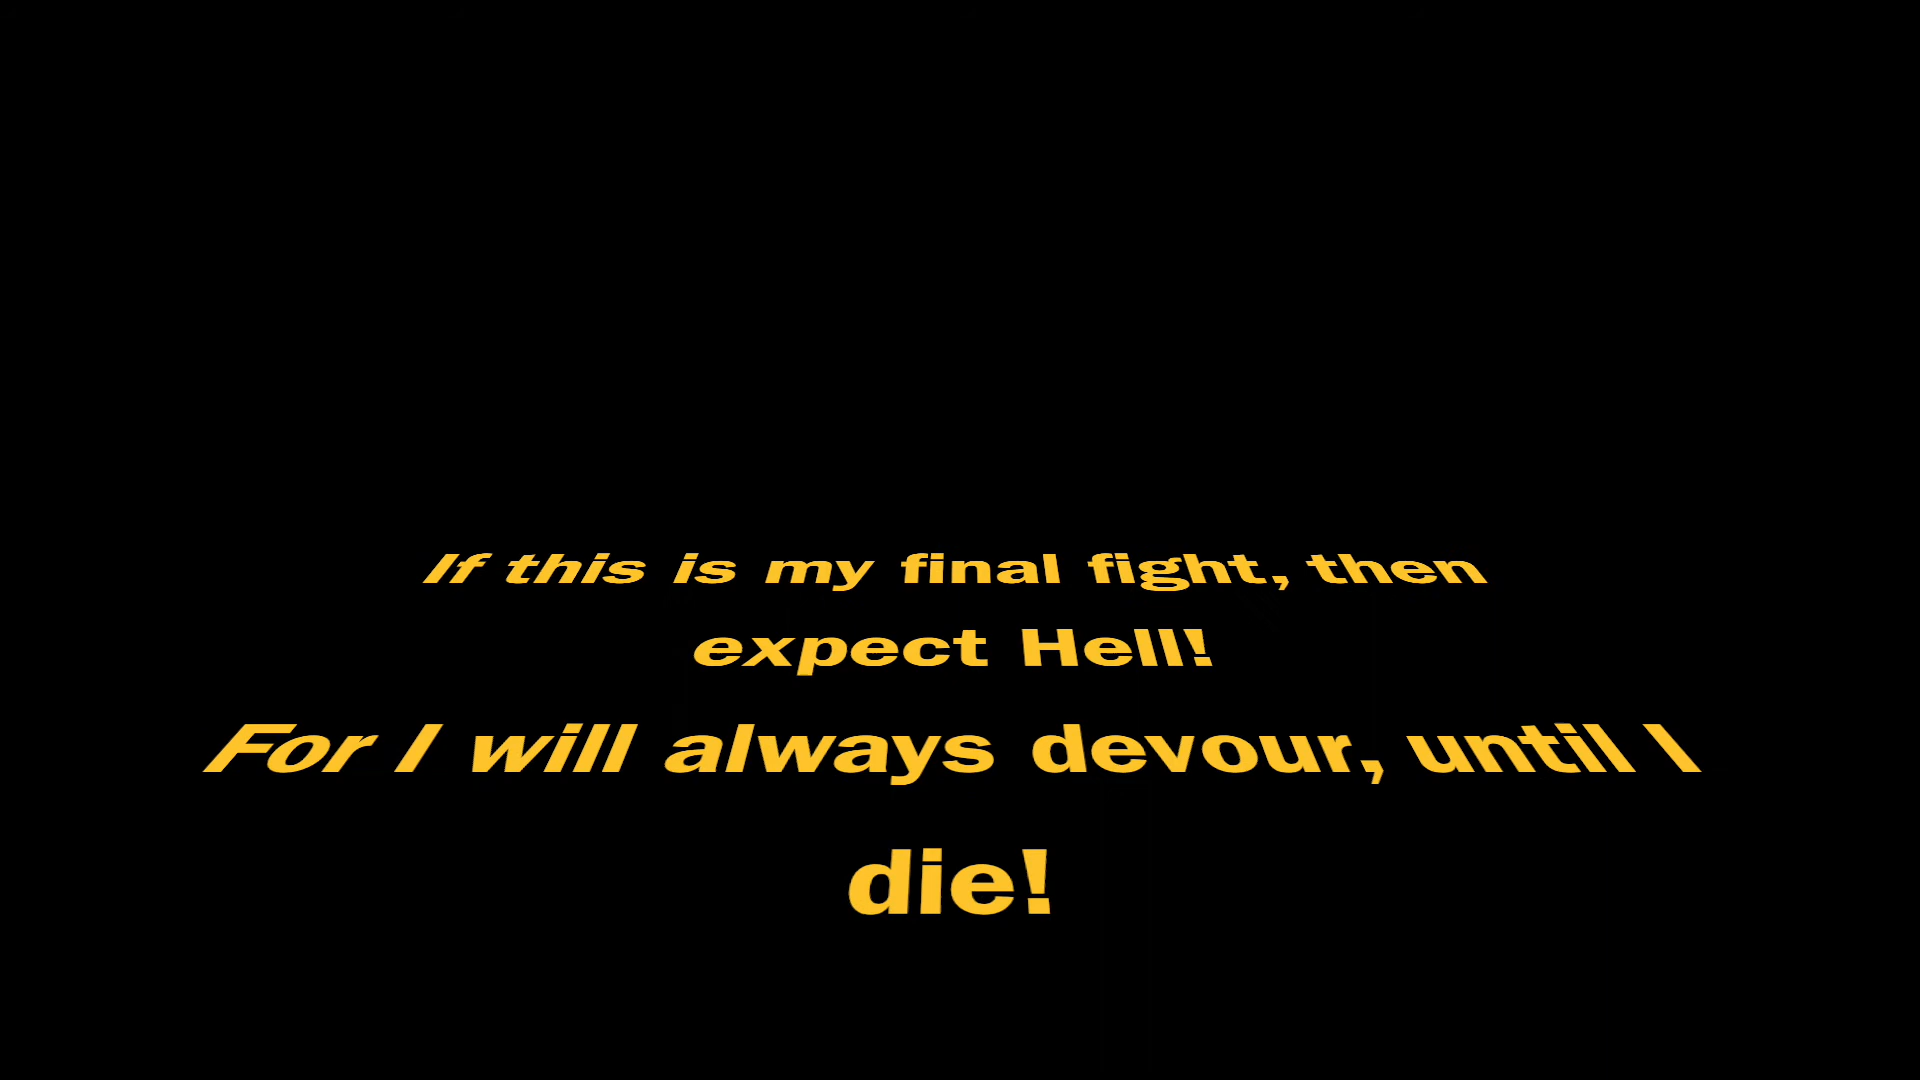 If this is my final fight, then
expect Hell!
For I will always devour, until I
die!